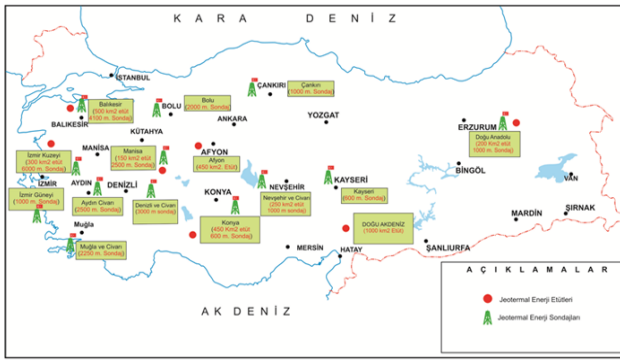 KARA DENİZ
İSTANBUL
ÇANKIRI
Çankırı
(1000 m. Sondaj)
Balıkesir
(500 km2 etüt
4100 m. Sondaj)
BALIKESİR
BOLU
Bolu
(2000 m. Sondaj)
ANKARA
YOZGAT
KÜTAHYA
ERZURUM
Doğu Anadolu
(200 Km2 etüt
1000 m. Sondaj)
İzmir Kuzeyi
(300 km2 etüt
6000 m. Sondaj)
MANİSA
Manisa
(150 km2 etüt
2500 m. Sondaj)
AFYON
Afyon
(450 km2. Etüt)
BİNGÖL
VAN
İZMİR
AYDIN
DENİZLİ
KONYA
NEVŞEHİR
KAYSERİ
İzmir Güneyi
(1000 m. Sondaj)
Aydın Civarı
(2500 m. Sondaj)
Denizli ve Civarı
(3000 m sondaj)
Nevşehir ve Civarı
(250 km2 etüt
1000 m sondaj)
Kayseri
(600 m. Sondaj)
Muğla
Muğla ve Civarı
(2250 m. Sondaj)
Konya
(450 Km2 etüt
600 m. Sondaj)
DOĞU AKDENİZ
(1000 km2 Etüt)
MARDİN
ŞIRNAK
MERSİN
HATAY
ŞANLIURFA
AK DENİZ
AÇIKLAMALAR
Jeotermal Enerji Etütleri
Jeotermal Enerji Sondajları